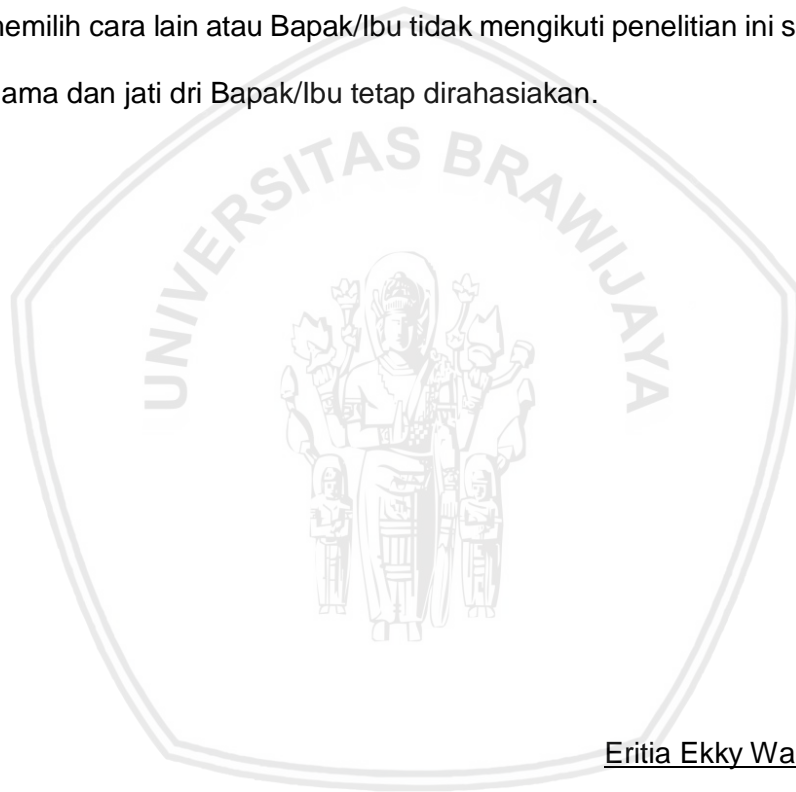 memilih cara lain atau Bapak/Ibu tidak mengikuti penelitian ini s
ama dan jati dri Bapak/Ibu tetap dirahasiakan.
UNIVERSITAS BRAWIJAYA
Eritia Ekky Wa